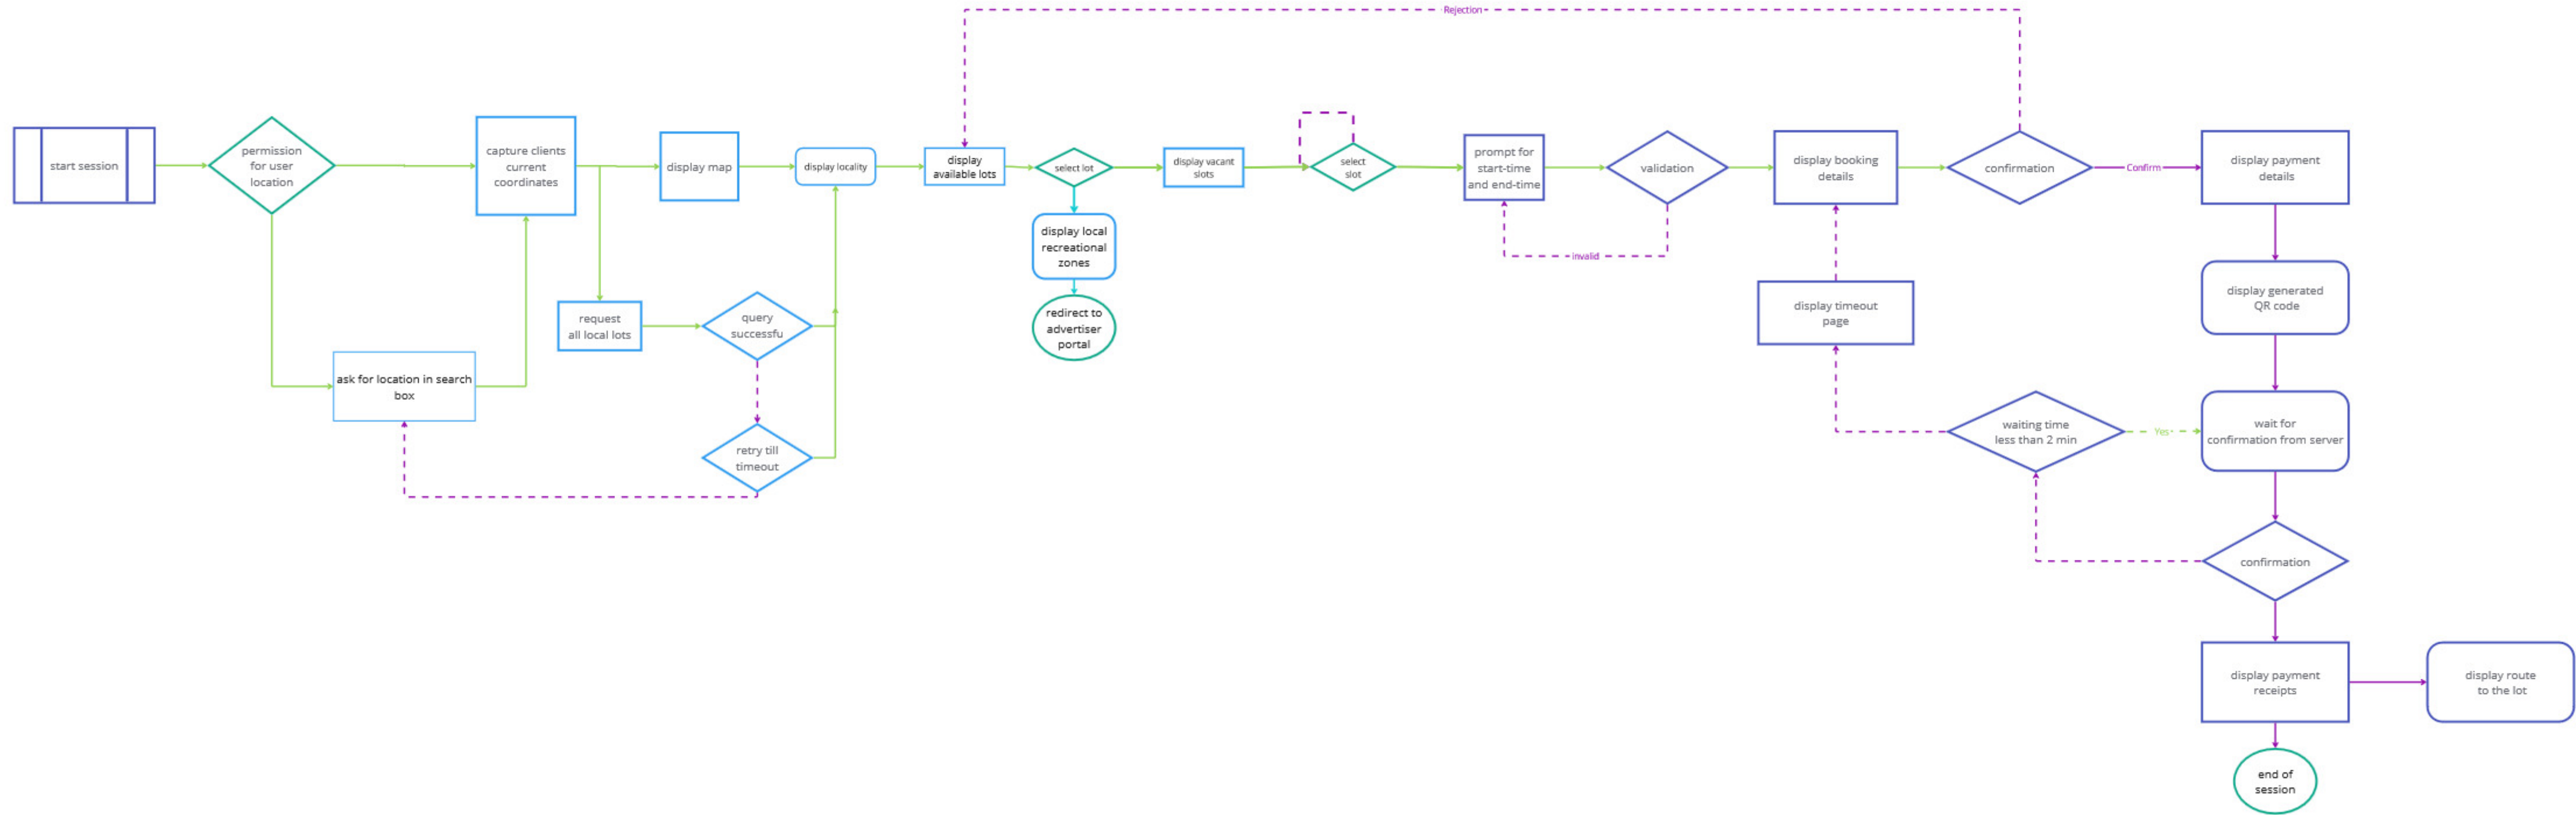 Rejection
start session
permission
for user
location
capture clients
current
coordinates
display map
display locality
display
available lots
select lot
display vacant
slots
select
slot
prompt for
start-time
and end-time
validation
display booking
details
confirmation
Confirm
display payment
details
display local
recreational
zones
invalid
display generated
QR code
request
all local lots
query
successfu
redirect to
advertiser
portal
display timeout
page
ask for location in search
box
waiting time
less than 2 min
Yes
wait for
confirmation from server
retry till
timeout
confirmation
display payment
receipts
display route
to the lot
end of
session